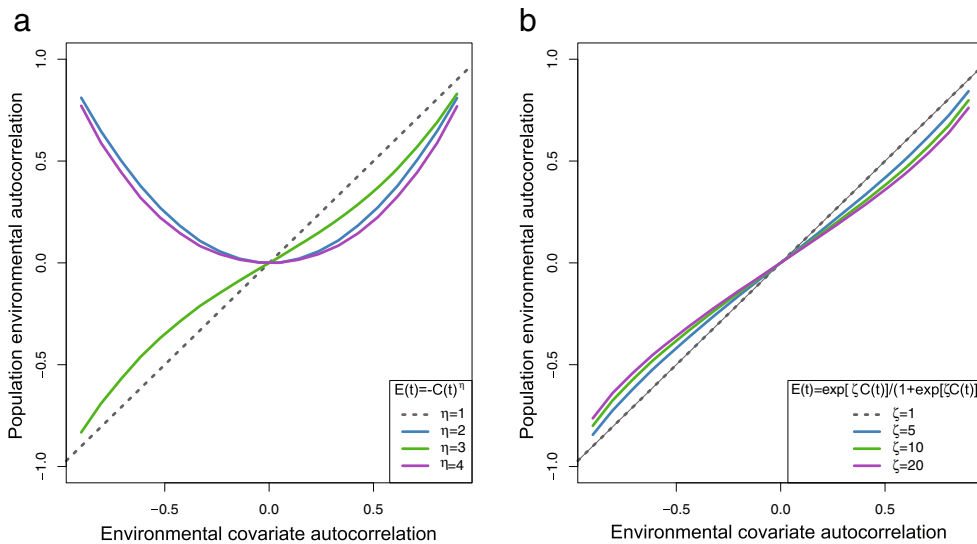 a
b
Population environmental autocorrelation
1.0
0.5
0.0
−0.5
−1.0
−0.5
0.0
0.5
Environmental covariate autocorrelation
E(t)=-C(t)^η
η=1
η=2
η=3
η=4
Population environmental autocorrelation
1.0
0.5
0.0
−0.5
−1.0
−0.5
0.0
0.5
Environmental covariate autocorrelation
E(t)=exp[ ζ C(t)]/(1+exp[ζC(t)]
ζ=1
ζ=5
ζ=10
ζ=20